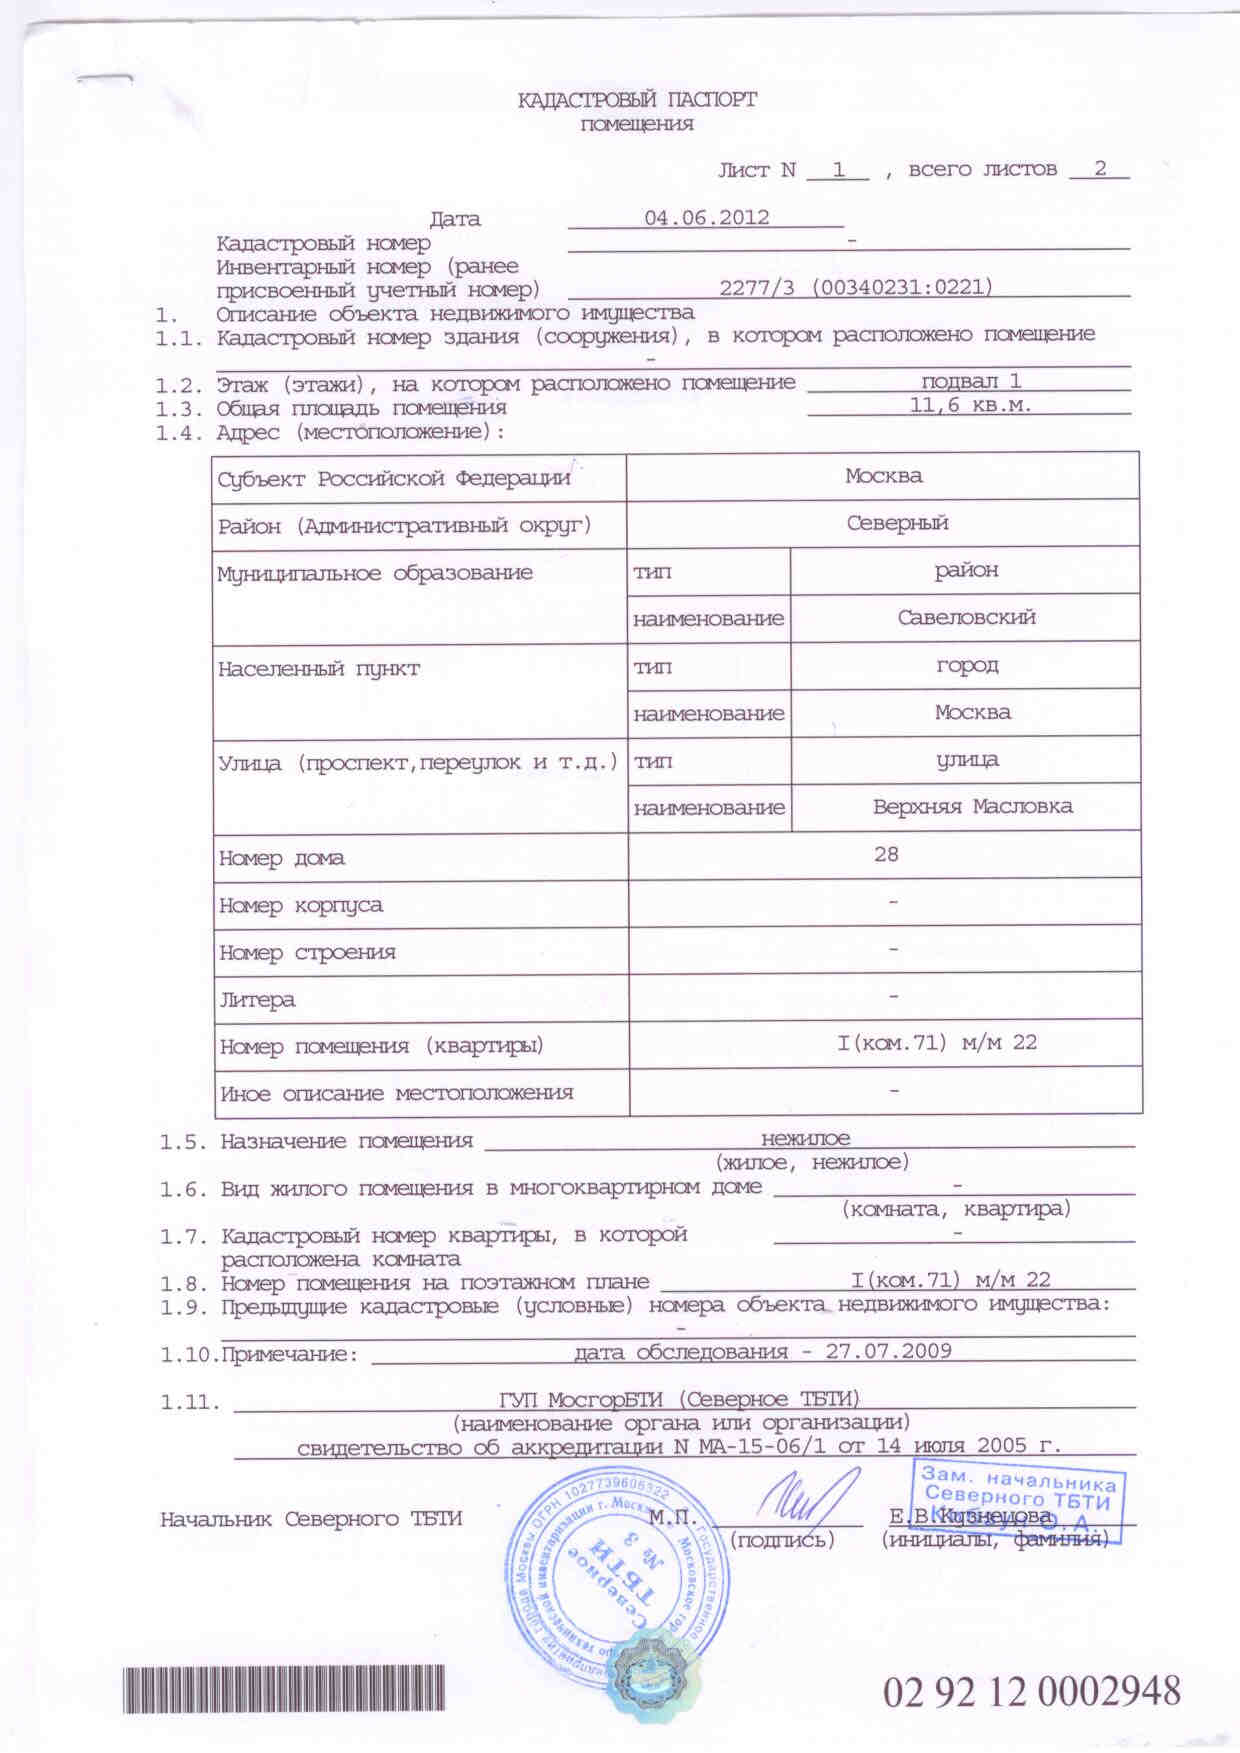 КАДАСТРОВЫЙ ПАСПОРТ
помещения
Лист N 1 , всего листов 2
Дата 04.06.2012
Кадастровый номер -
Инвентарный номер (ранее
присвоенный учетный номер) 2277/3 (00340231:0221)
1. Описание объекта недвижимого имущества
1.1. Кадастровый номер здания (сооружения), в котором расположено помещение
-
1.2. Этаж (этажи), на котором расположено помещение подвал 1
1.3. Общая площадь помещения 11,6 кв.м.
1.4. Адрес (местоположение):
Субъект Российской Федерации Москва
Район (Административный округ) Северный
Муниципальное образование тип район
наименование Савеловский
Населенный пункт тип город
наименование Москва
Улица (проспект,переулок и т.д.) тип улица
наименование Верхняя Масловка
Номер дома 28
Номер корпуса -
Номер строения -
Литера -
Номер помещения (квартиры) I(ком.71) м/м 22
Иное описание местоположения -
1.5. Назначение помещения нежилое
(жилое, нежилое)
1.6. Вид жилого помещения в многоквартирном доме -
(комната, квартира)
1.7. Кадастровый номер квартиры, в которой -
расположена комната
1.8. Номер помещения на поэтажном плане I(ком.71) м/м 22
1.9. Предыдущие кадастровые (условные) номера объекта недвижимого имущества:
-
1.10.Примечание: дата обследования - 27.07.2009
1.11. ГУП МосгорБТИ (Северное ТБТИ)
(наименование органа или организации)
свидетельство об аккредитации N МА-15-06/1 от 14 июля 2005 г.
Зам. начальника
Северного ТБТИ
Начальник Северного ТБТИ М.П. Е.В.Кузнецова
(подпись) (инициалы, фамилия)
Северное
ТБТИ
№ 3
02 92 12 0002948